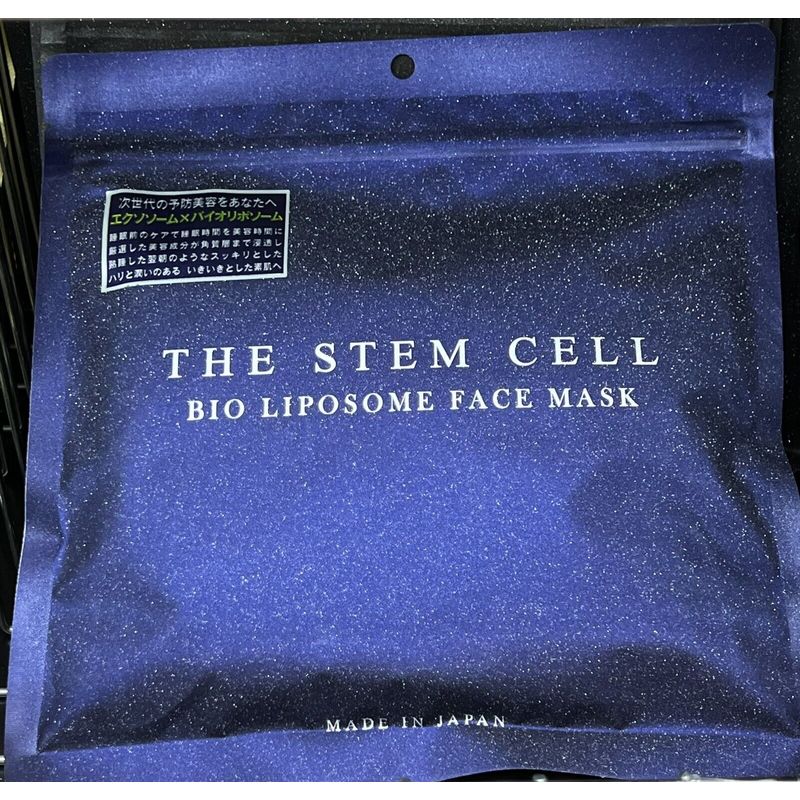 次世代の予防美容をあなたへ
エクソソーム×バイオリポソーム
睡眠前のケアで睡眠時間を美容時間に
厳選した美容成分が角質層まで浸透し
熟睡した翌朝のようなスッキリとした
ハリと潤いのある いきいきとした素肌へ
THE STEM CELL
BIO LIPOSOME FACE MASK
MADE IN JAPAN